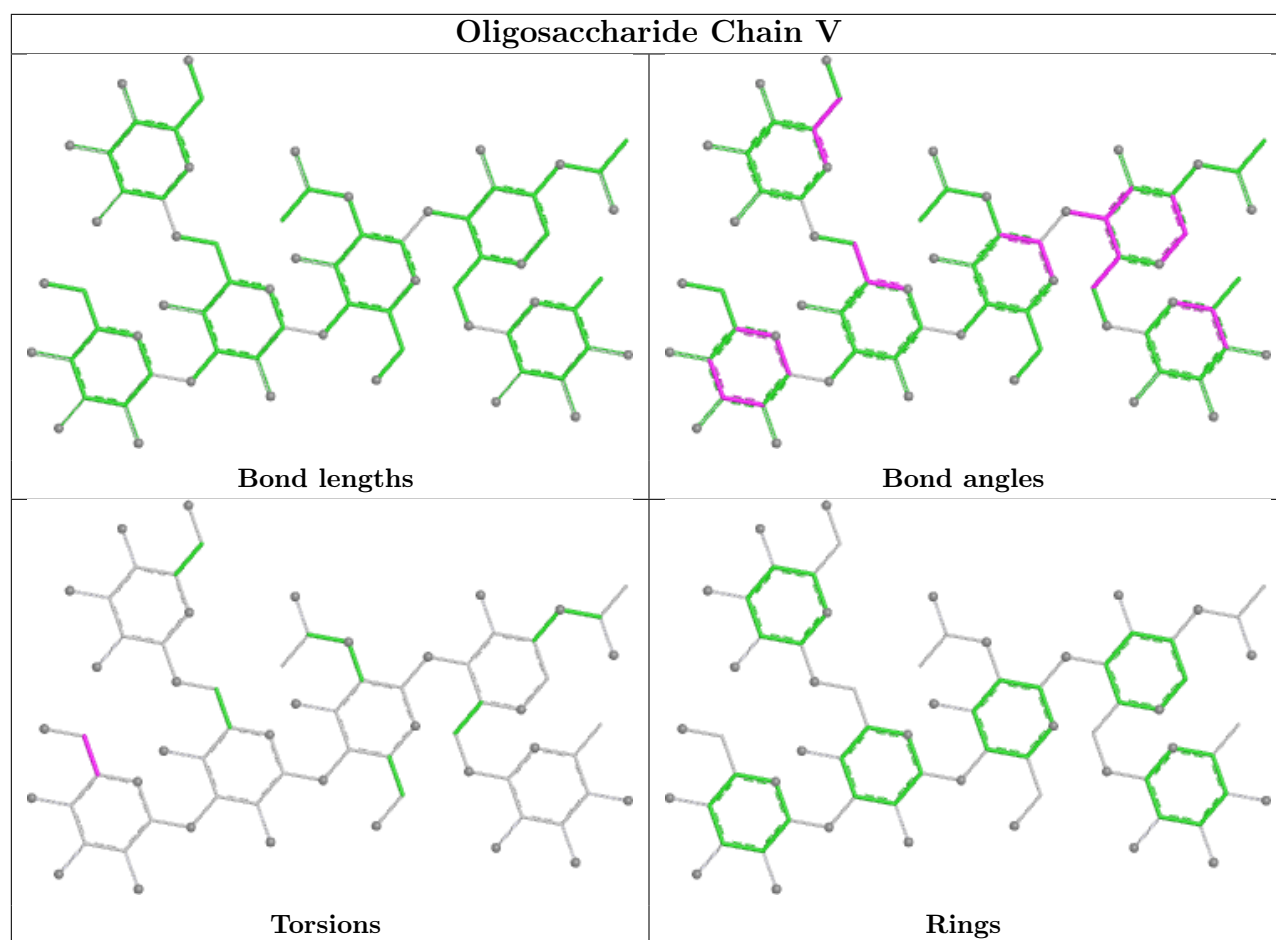 Oligosaccharide Chain V
Bond lengths
Bond angles
Torsions
Rings